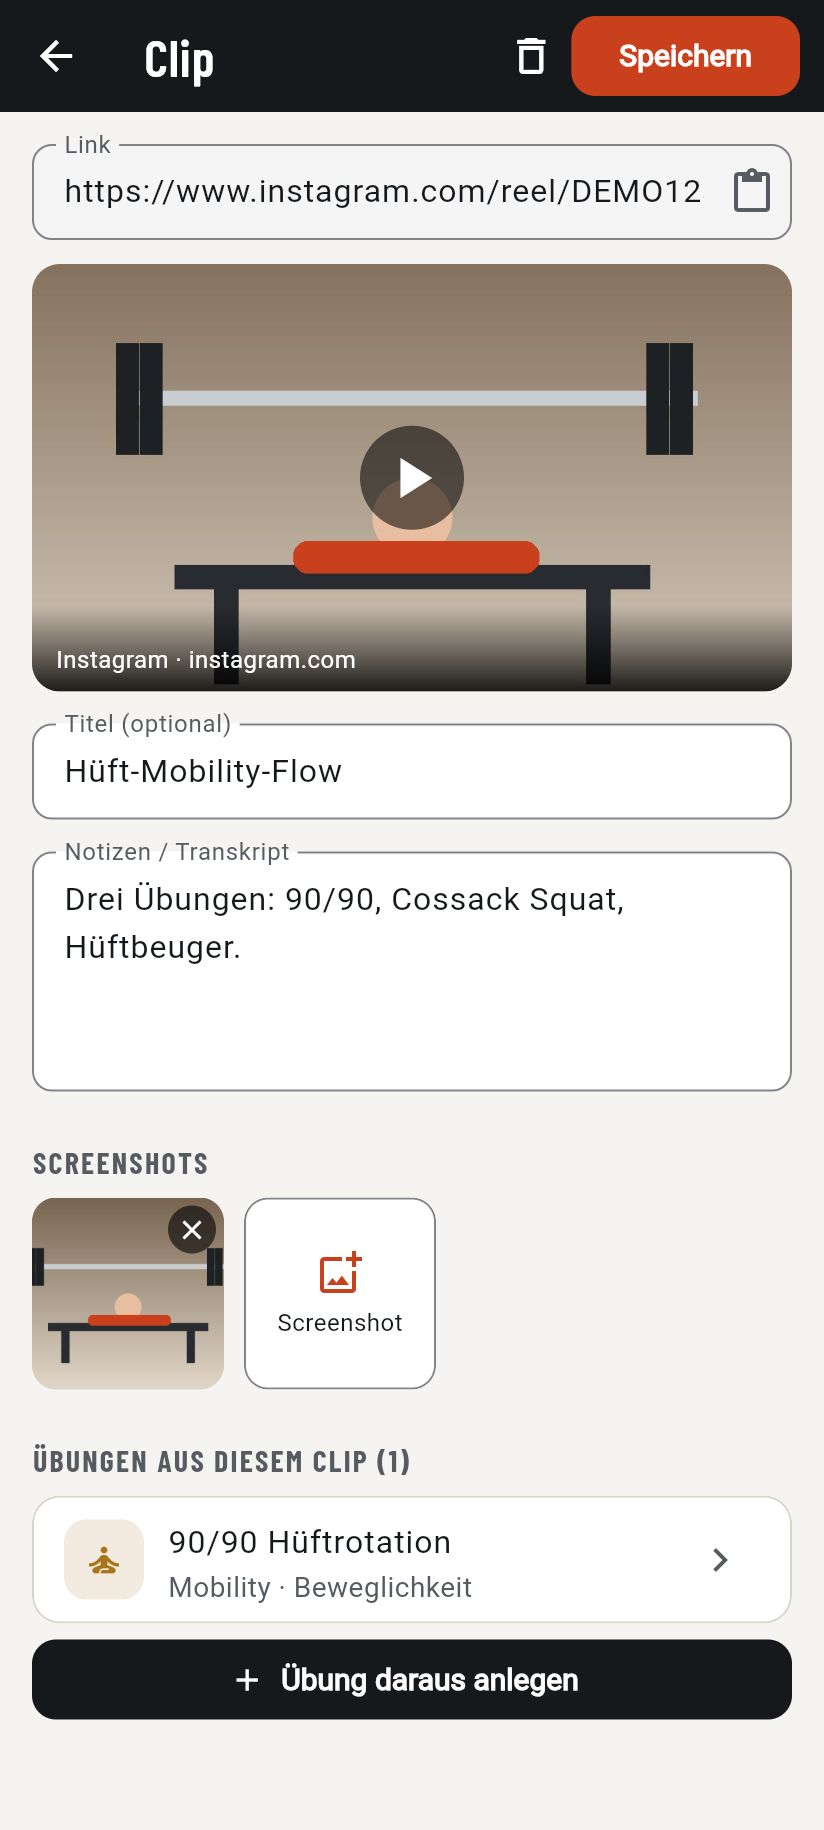 Clip
Speichern
Link
https://www.instagram.com/reel/DEMO12
Instagram · instagram.com
Titel (optional)
Hüft-Mobility-Flow
Notizen / Transkript
Drei Übungen: 90/90, Cossack Squat,
Hüftbeuger.
SCREENSHOTS
Screenshot
ÜBUNGEN AUS DIESEM CLIP (1)
90/90 Hüftrotation
Mobility · Beweglichkeit
Übung daraus anlegen